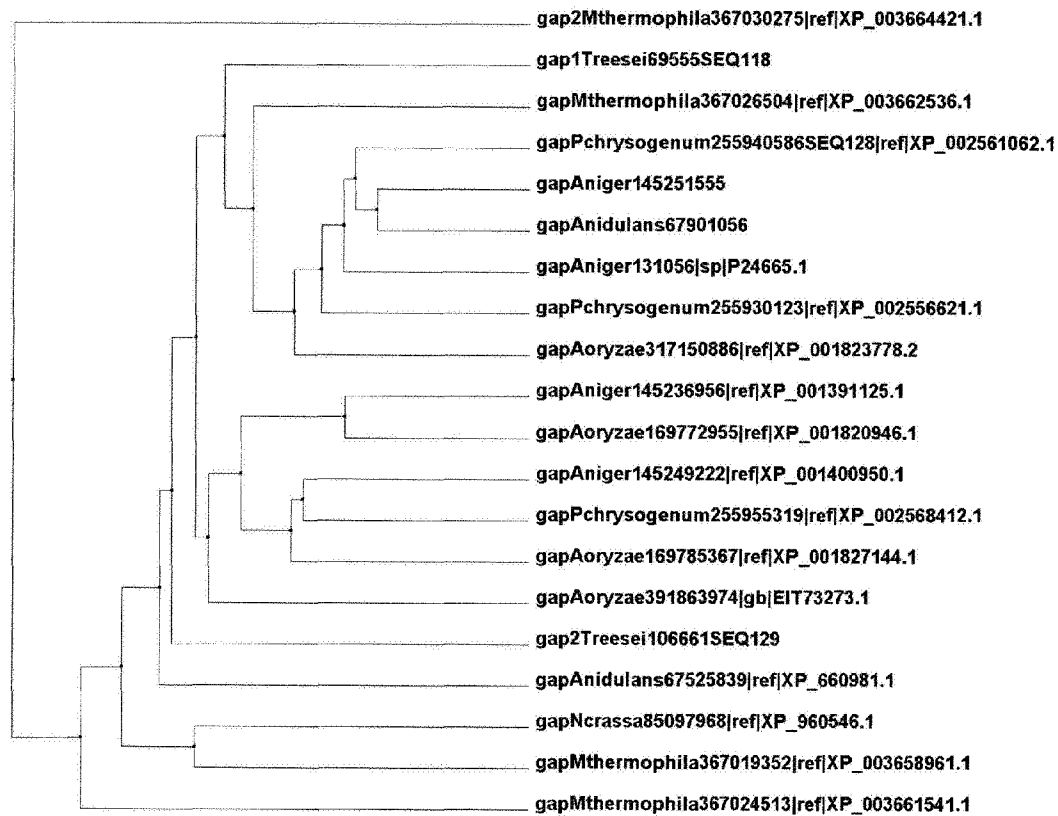 gap2Mthermophila367030275|ref|XP_003664421.1
gap1Treesei69555SEQ118
gapMthermophila367026504|ref|XP_003662536.1
gapPchrysogenum255940586SEQ128|ref|XP_002561062.1
gapAniger145251555
gapAnidulans67901056
gapAniger131056|sp|P24665.1
gapPchrysogenum255930123|ref|XP_002556621.1
gapAoryzae317150886|ref|XP_001823778.2
gapAniger145236956|ref|XP_001391125.1
gapAoryzae169772955|ref|XP_001820946.1
gapAniger145249222|ref|XP_001400950.1
gapPchrysogenum255955319|ref|XP_002568412.1
gapAoryzae169785367|ref|XP_001827144.1
gapAoryzae391863974|gb|EIT73273.1
gap2Treesei106661SEQ129
gapAnidulans67525839|ref|XP_660981.1
gapNcrassa85097968|ref|XP_960546.1
gapMthermophila367019352|ref|XP_003658961.1
gapMthermophila367024513|ref|XP_003661541.1